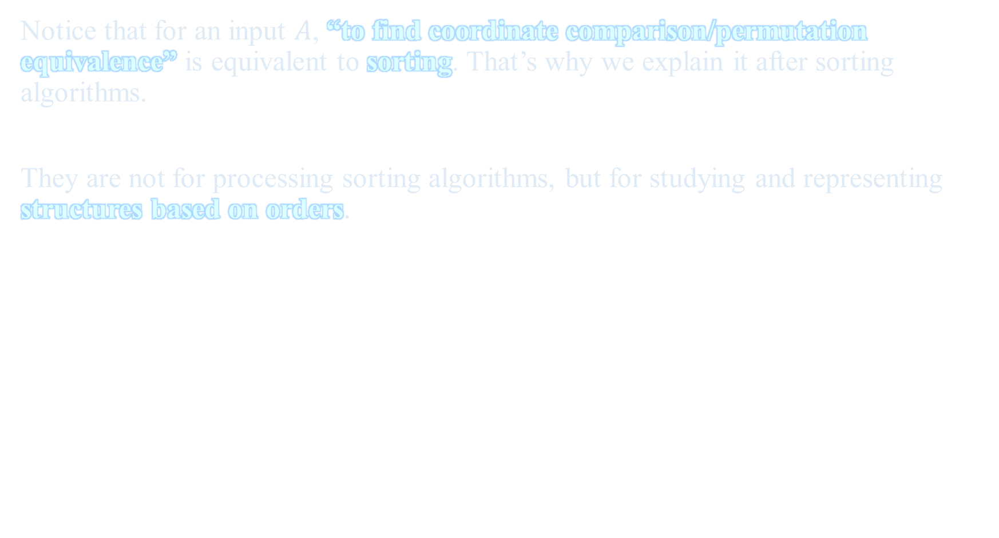 Notice that for an input A, “to find coordinate comparison/permutation
equivalence” is equivalent to sorting. That’s why we explain it after sorting
algorithms.
They are not for processing sorting algorithms, but for studying and representing
structures based on orders.